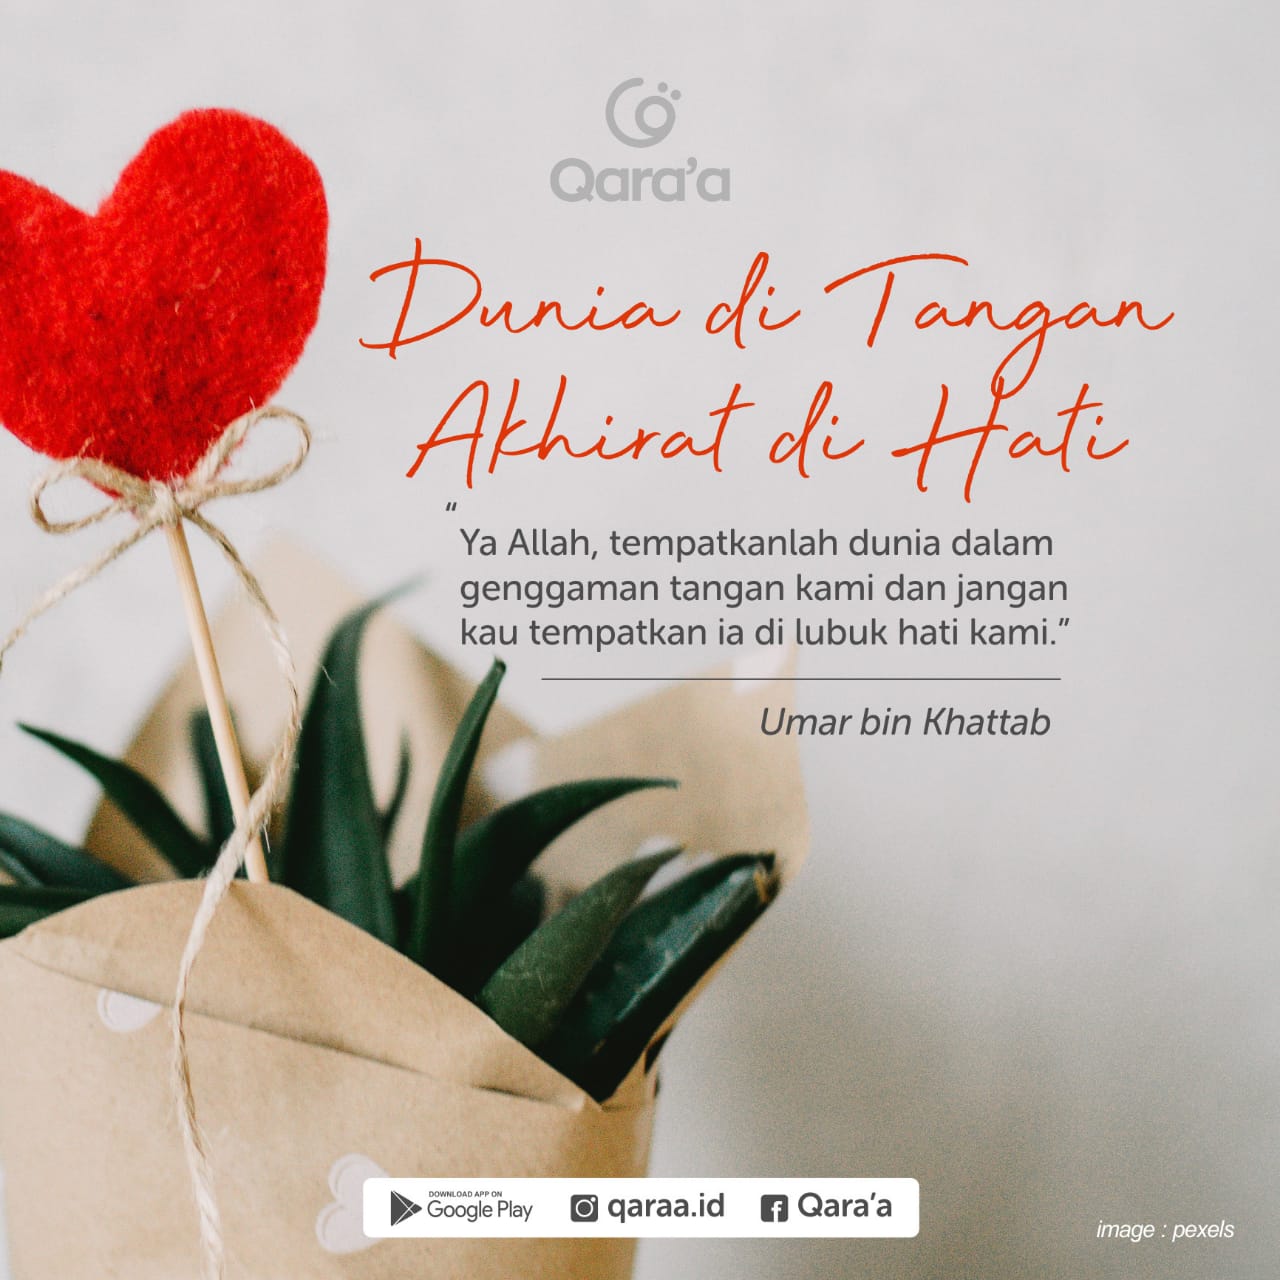 Qara'a
Dunia di Tangan
Akhirat di Hati
“
Ya Allah, tempatkanlah dunia dalam
genggaman tangan kami dan jangan
kau tempatkan ia di lubuk hati kami.”
Umar bin Khattab
DOWNLOAD APP ON
Google Play
qaraa.id
Qara'a
image : pexels